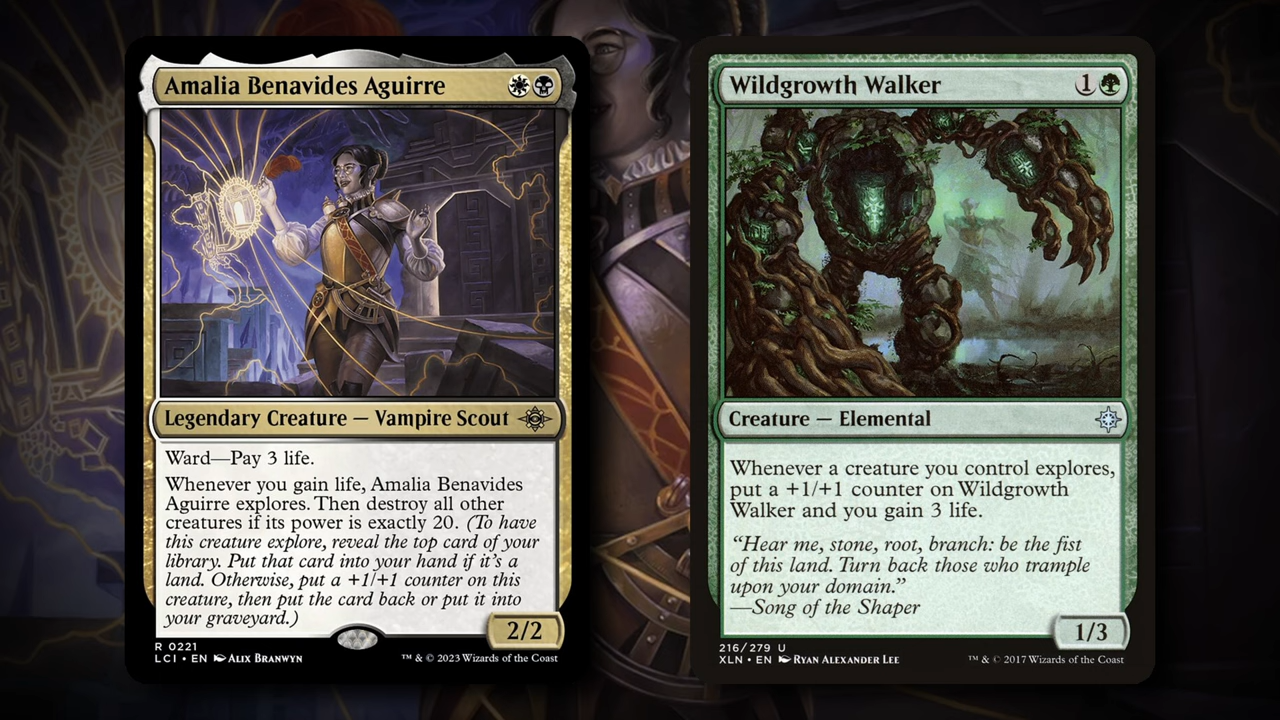 Amalia Benavides Aguirre
Legendary Creature — Vampire Scout
Ward—Pay 3 life.
Whenever you gain life, Amalia Benavides
Aguirre explores. Then destroy all other
creatures if its power is exactly 20. (To have
this creature explore, reveal the top card of your
library. Put that card into your hand if it's a
land. Otherwise, put a +1/+1 counter on this
creature, then put the card back or put it into
your graveyard.)
2/2
R 0221
LCI • EN Alix Branwyn
™ & © 2023 Wizards of the Coast
Wildgrowth Walker
1
Creature — Elemental
Whenever a creature you control explores,
put a +1/+1 counter on Wildgrowth
Walker and you gain 3 life.
“Hear me, stone, root, branch: be the fist
of this land. Turn back those who trample
upon your domain.”
—Song of the Shaper
1/3
216/279 U
XLN • EN Ryan Alexander Lee
™ & © 2017 Wizards of the Coast